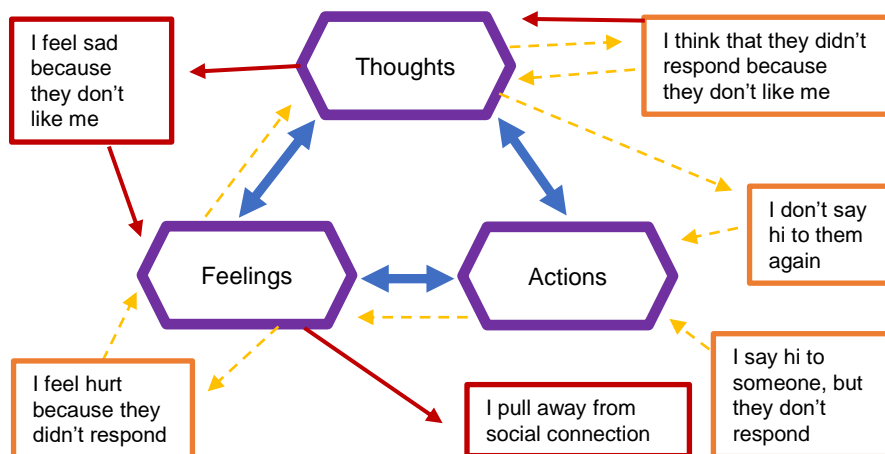 I feel sad
because
they don't
like me
Thoughts
I think that they didn't
respond because
they don't like me
Feelings
Actions
I don't say
hi to them
again
I feel hurt
because they
didn't respond
I pull away from
social connection
I say hi to
someone, but
they don't
respond